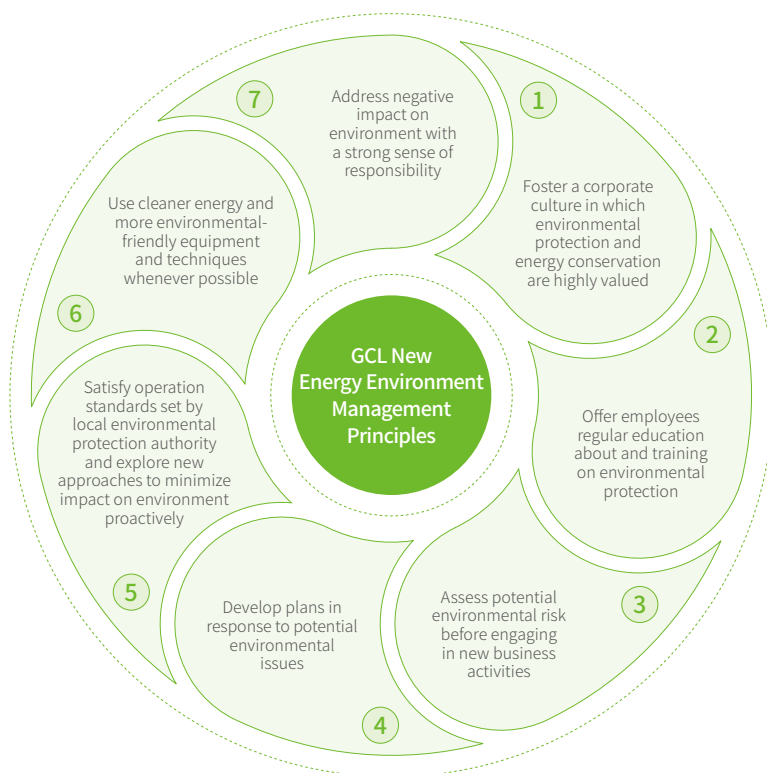 GCL New
Energy Environment
Management
Principles
1
Foster a corporate
culture in which
environmental
protection and
energy conservation
are highly valued
2
Offer employees
regular education
about and training
on environmental
protection
3
Assess potential
environmental risk
before engaging
in new business
activities
4
Develop plans in
response to potential
environmental
issues
5
Satisfy operation
standards set by
local environmental
protection authority
and explore new
approaches to minimize
impact on environment
proactively
6
Use cleaner energy and
more environmental-
friendly equipment
and techniques
whenever possible
7
Address negative
impact on
environment with
a strong sense of
responsibility